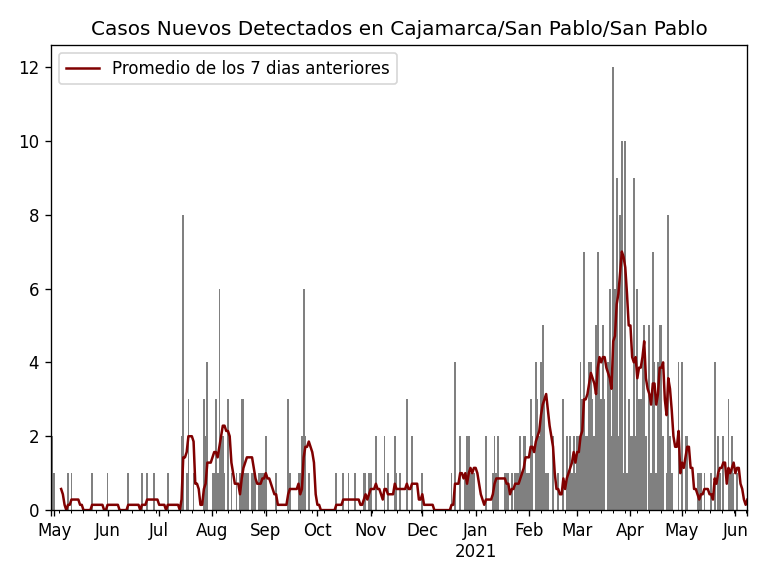 Casos Nuevos Detectados en Cajamarca/San Pablo/San Pablo
Promedio de los 7 dias anteriores
12
10
8
6
4
2
0
May Jun Jul Aug Sep Oct Nov Dec Jan Feb Mar Apr May Jun
2021